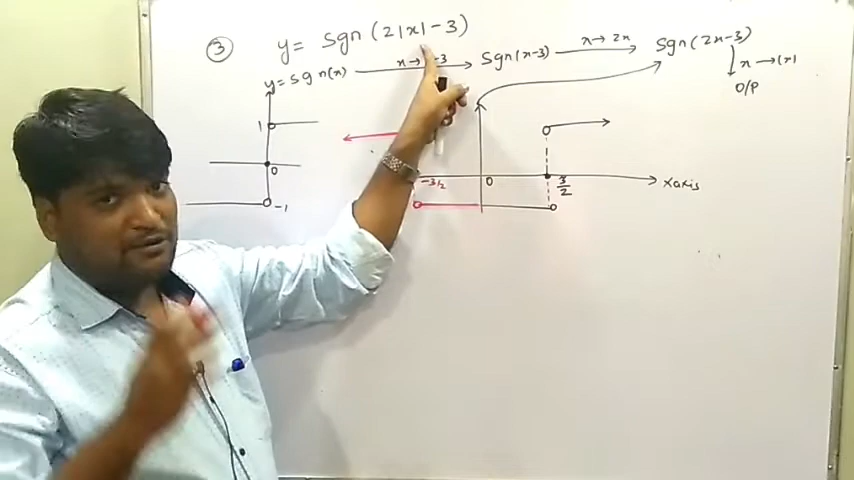 ③ y = sgn (2|x|-3)
y = sgn(x) x→ -3 sgn(x-3) x→ 2x sgn(2x-3)
x → |x|
O/P
1
0
-1
-3/2 0 3/2 x axis